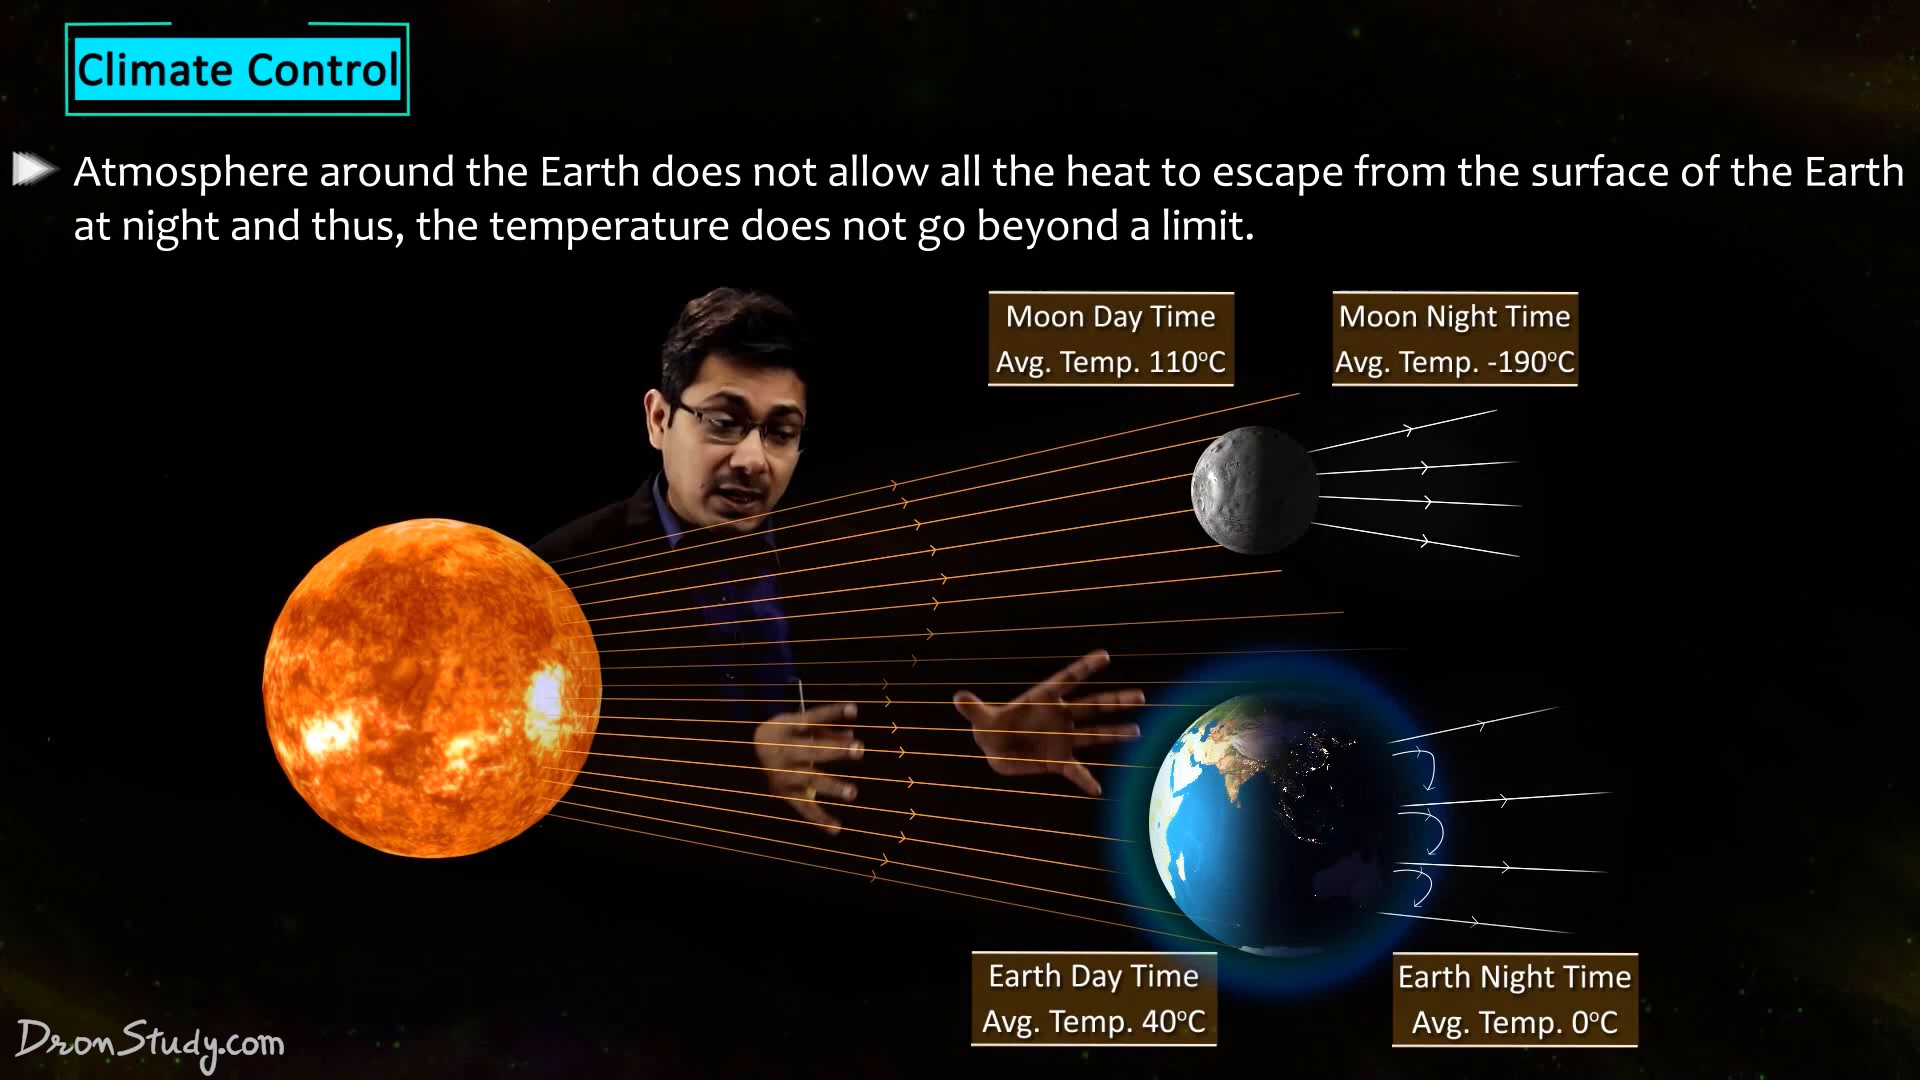 Climate Control
Atmosphere around the Earth does not allow all the heat to escape from the surface of the Earth
at night and thus, the temperature does not go beyond a limit.
Moon Day Time
Avg. Temp. 110°C
Moon Night Time
Avg. Temp. -190°C
Earth Day Time
Avg. Temp. 40°C
Earth Night Time
Avg. Temp. 0°C
DronStudy.com